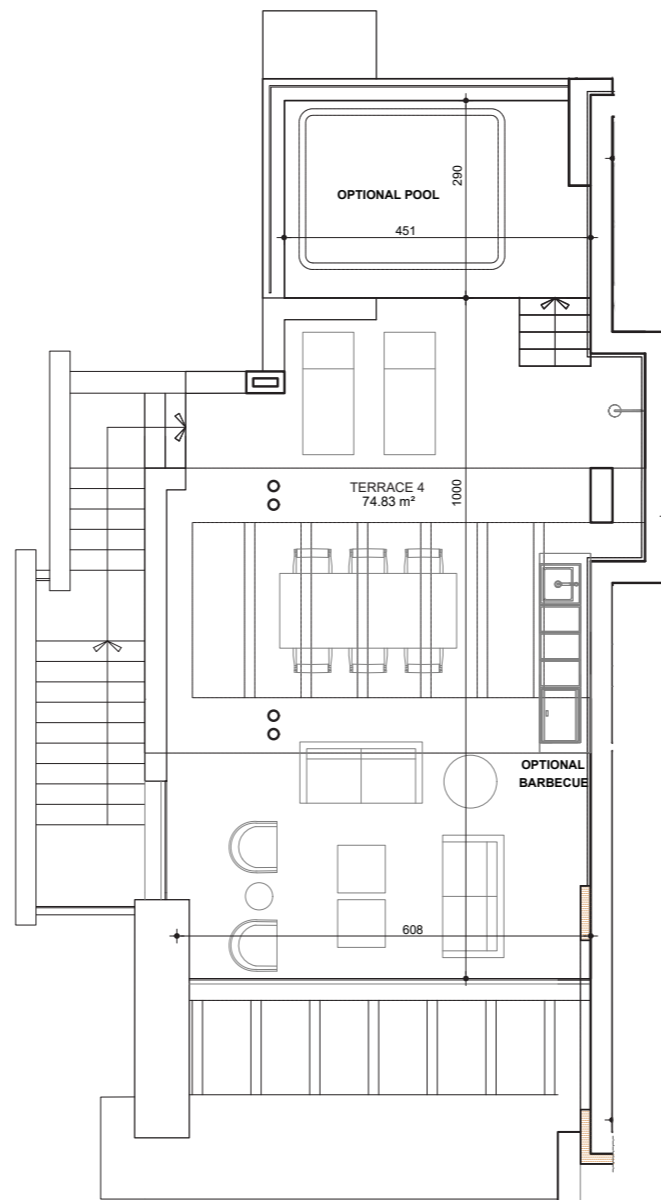 290
OPTIONAL POOL
451
TERRACE 4
74.83 m²
1000
OPTIONAL
BARBECUE
608